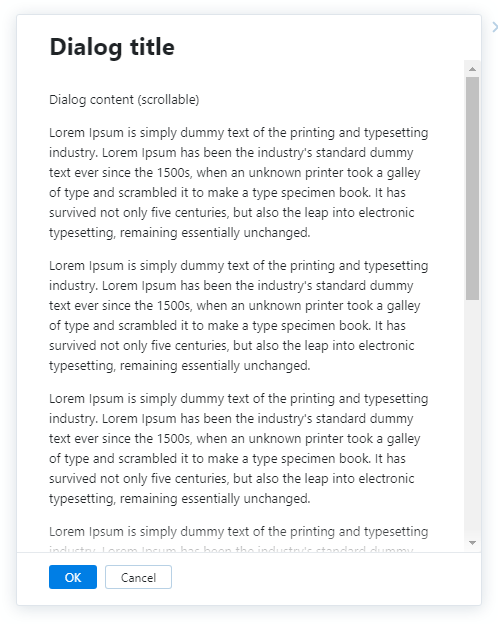 Dialog title
Dialog content (scrollable)
Lorem Ipsum is simply dummy text of the printing and typesetting
industry. Lorem Ipsum has been the industry's standard dummy
text ever since the 1500s, when an unknown printer took a galley
of type and scrambled it to make a type specimen book. It has
survived not only five centuries, but also the leap into electronic
typesetting, remaining essentially unchanged.
Lorem Ipsum is simply dummy text of the printing and typesetting
industry. Lorem Ipsum has been the industry's standard dummy
text ever since the 1500s, when an unknown printer took a galley
of type and scrambled it to make a type specimen book. It has
survived not only five centuries, but also the leap into electronic
typesetting, remaining essentially unchanged.
Lorem Ipsum is simply dummy text of the printing and typesetting
industry. Lorem Ipsum has been the industry's standard dummy
text ever since the 1500s, when an unknown printer took a galley
of type and scrambled it to make a type specimen book. It has
survived not only five centuries, but also the leap into electronic
typesetting, remaining essentially unchanged.
Lorem Ipsum is simply dummy text of the printing and typesetting
industry. Lorem Ipsum has been the industry's standard dummy
OK Cancel